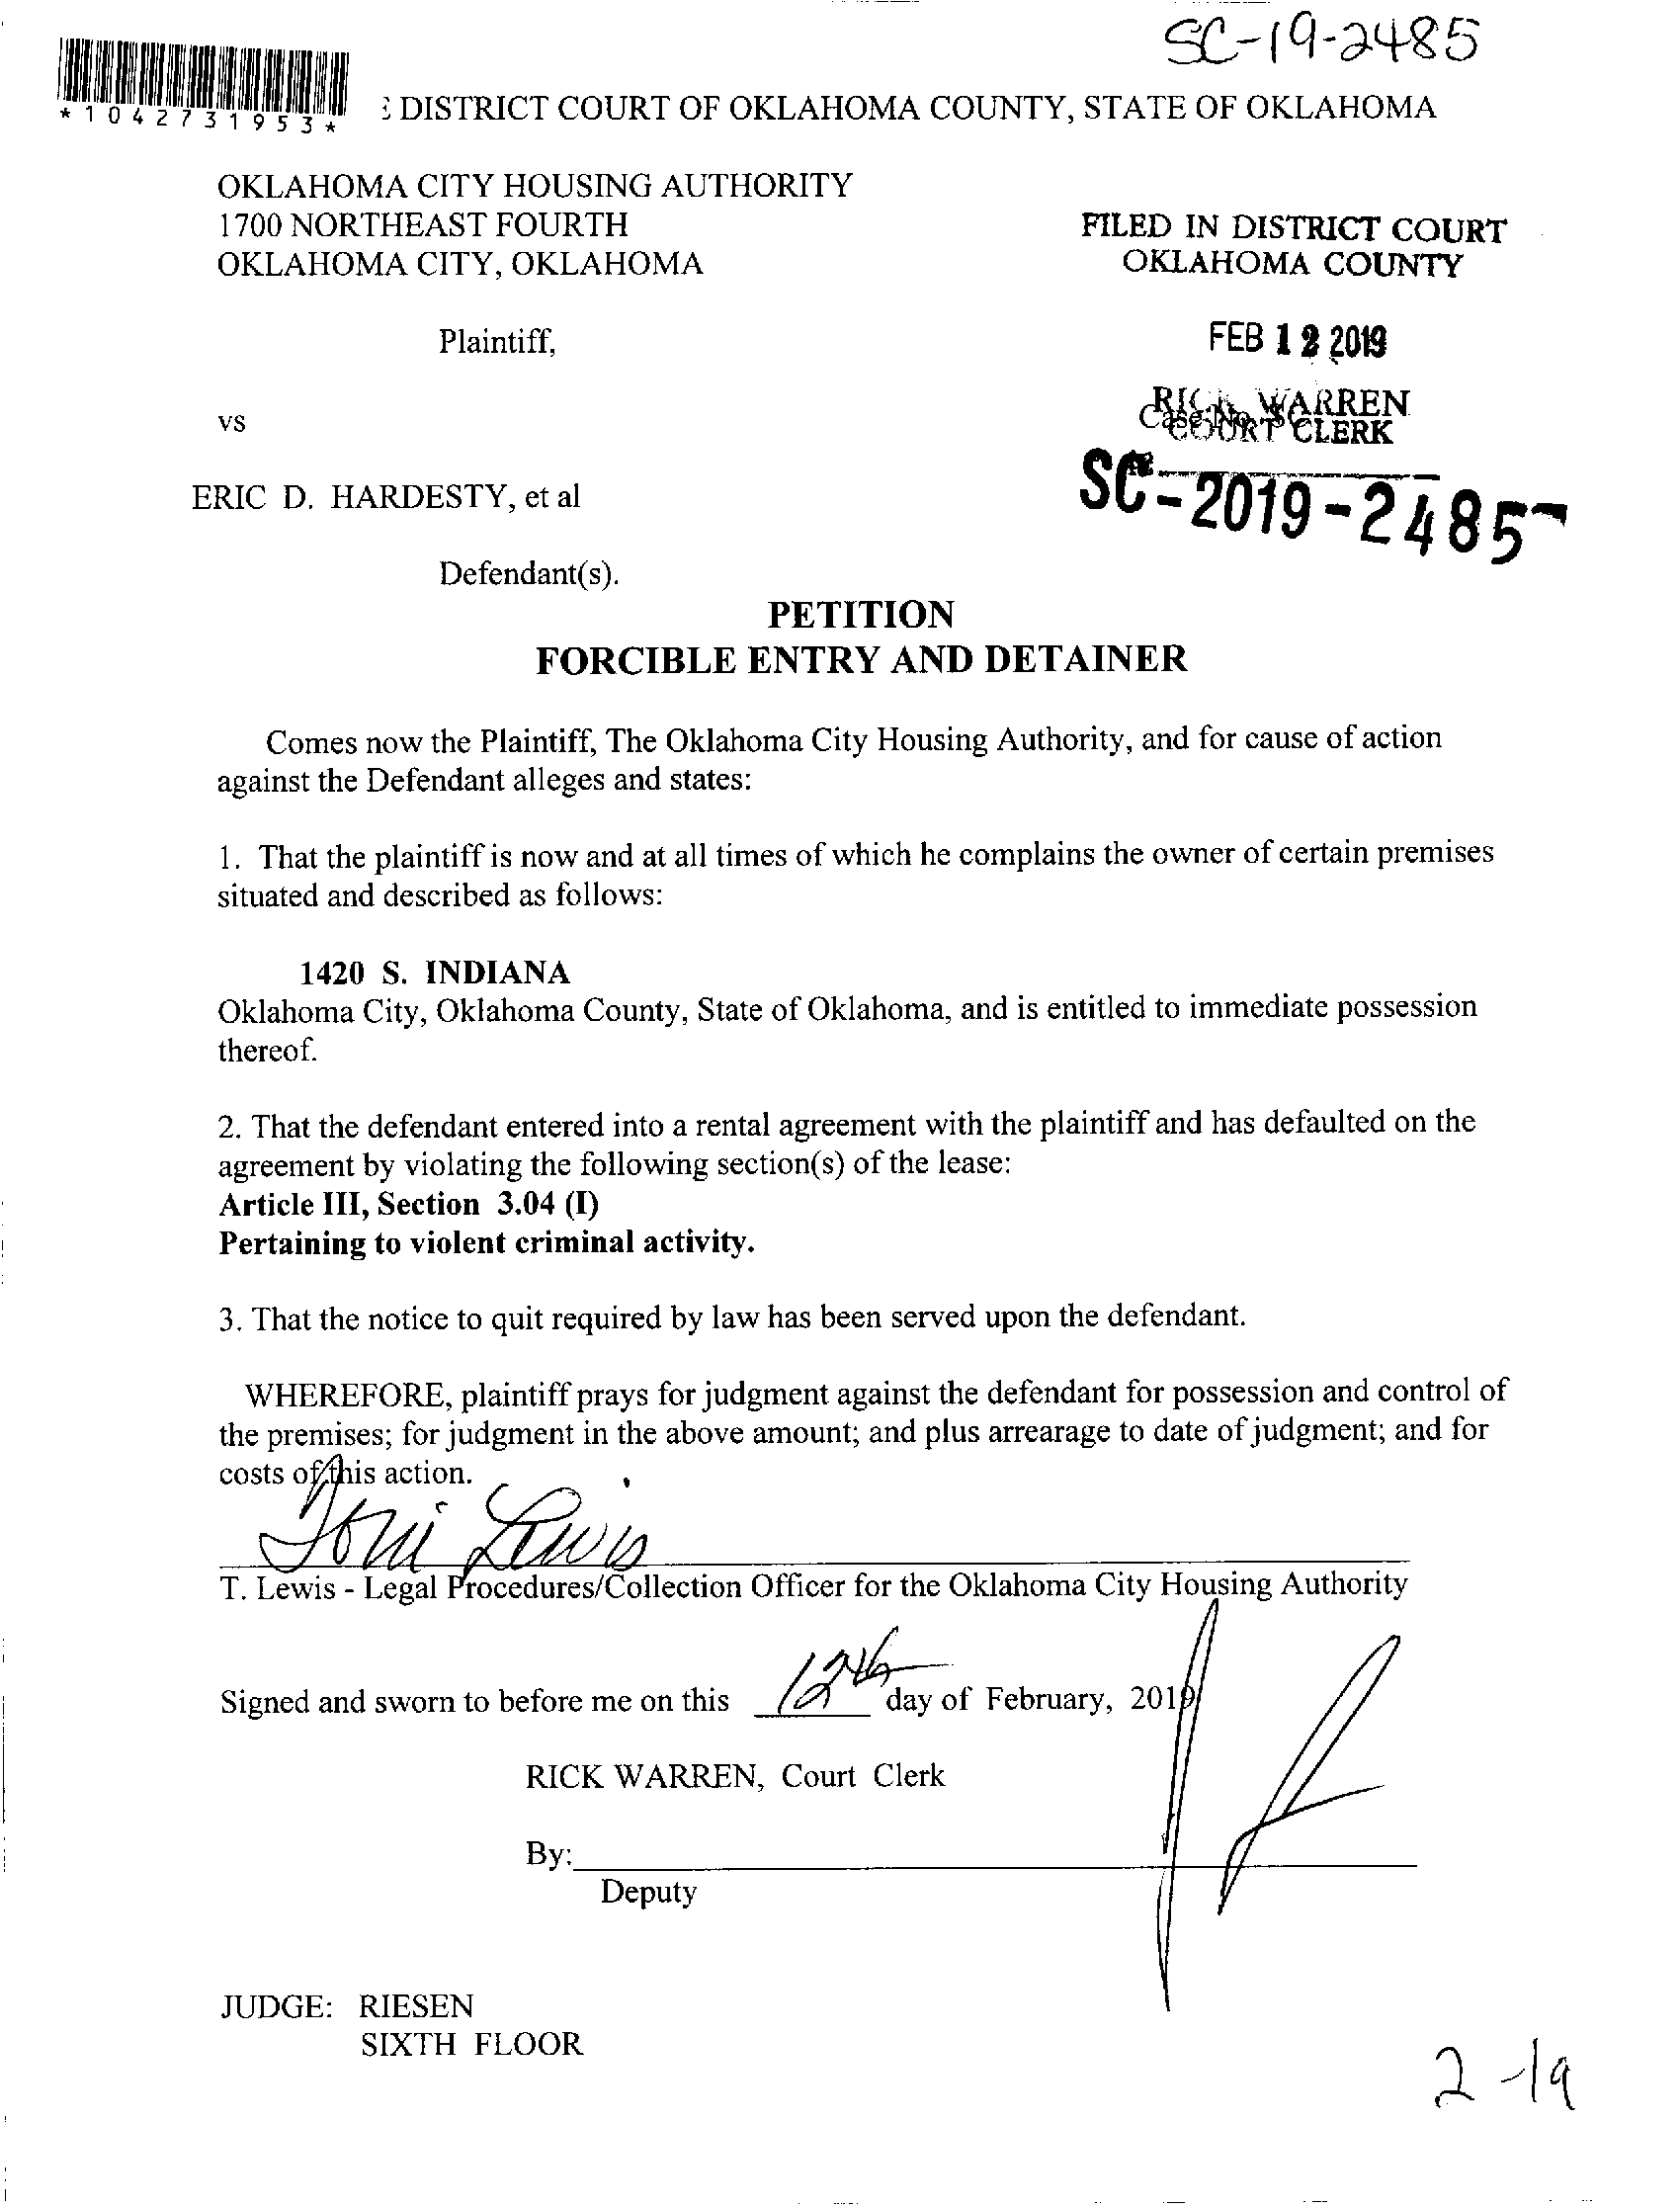 SC-19-2485
*1042731953*
DISTRICT COURT OF OKLAHOMA COUNTY, STATE OF OKLAHOMA
OKLAHOMA CITY HOUSING AUTHORITY
1700 NORTHEAST FOURTH
OKLAHOMA CITY, OKLAHOMA
FILED IN DISTRICT COURT
OKLAHOMA COUNTY
Plaintiff,
FEB 12 2019
RICK WARREN
COURT CLERK
Case No. SC
vs
SC-2019-2485
ERIC D. HARDESTY, et al
Defendant(s).
PETITION
FORCIBLE ENTRY AND DETAINER
Comes now the Plaintiff, The Oklahoma City Housing Authority, and for cause of action
against the Defendant alleges and states:
1. That the plaintiff is now and at all times of which he complains the owner of certain premises
situated and described as follows:
1420 S. INDIANA
Oklahoma City, Oklahoma County, State of Oklahoma, and is entitled to immediate possession
thereof.
2. That the defendant entered into a rental agreement with the plaintiff and has defaulted on the
agreement by violating the following section(s) of the lease:
Article III, Section 3.04 (I)
Pertaining to violent criminal activity.
3. That the notice to quit required by law has been served upon the defendant.
WHEREFORE, plaintiff prays for judgment against the defendant for possession and control of
the premises; for judgment in the above amount; and plus arrearage to date of judgment; and for
costs of this action.
Toni Lewis
T. Lewis - Legal Procedures/Collection Officer for the Oklahoma City Housing Authority
Signed and sworn to before me on this 12th day of February, 2019
RICK WARREN, Court Clerk
By:
Deputy
JUDGE: RIESEN
SIXTH FLOOR
2-19